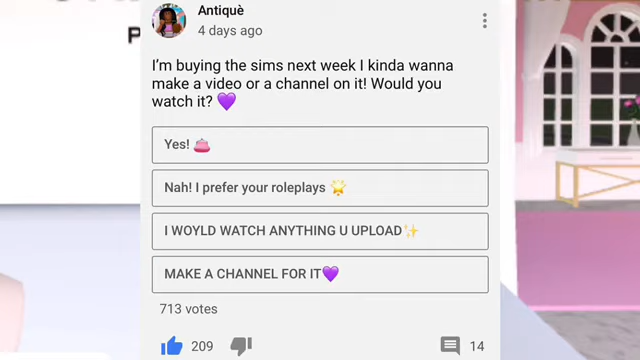 Antiquè
4 days ago
I'm buying the sims next week I kinda wanna
make a video or a channel on it! Would you
watch it? 💜
Yes! 🎂
Nah! I prefer your roleplays 🌟
I WOYLD WATCH ANYTHING U UPLOAD✨
MAKE A CHANNEL FOR IT💜
713 votes
209
14